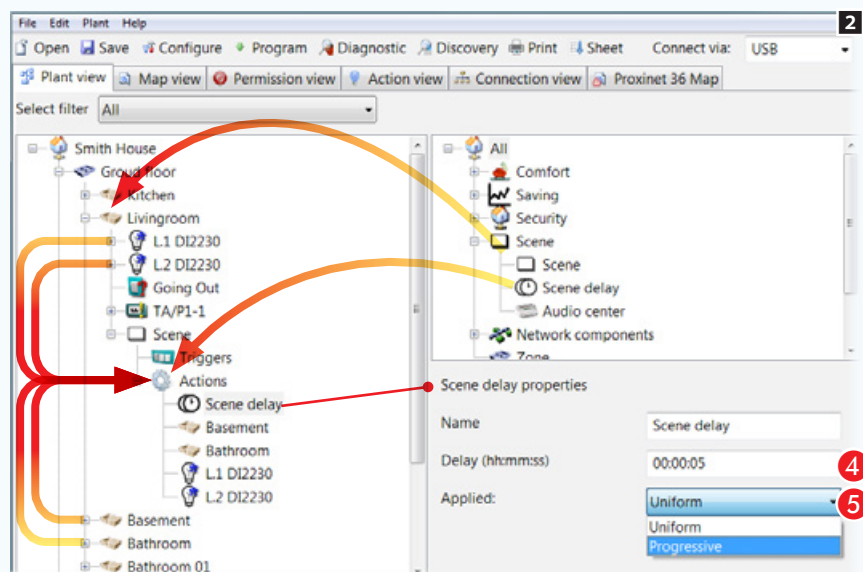 File Edit Plant Help
2
Open Save Configure Program Diagnostic Discovery Print Sheet Connect via: USB
Plant view Map view Permission view Action view Connection view Proxinet 36 Map
Select filter All
Smith House
Groud floor
Kitchen
Livingroom
L.1 DI2230
L.2 DI2230
Going Out
TA/P1-1
Scene
Triggers
Actions
Scene delay
Basement
Bathroom
L.1 DI2230
L.2 DI2230
Basement
Bathroom
Bathroom 01
All
Comfort
Saving
Security
Scene
Scene
Scene delay
Audio center
Network components
Zone
Scene delay properties
Name Scene delay
Delay (hh:mm:ss) 00:00:05 4
Applied: Uniform 5
Uniform
Progressive